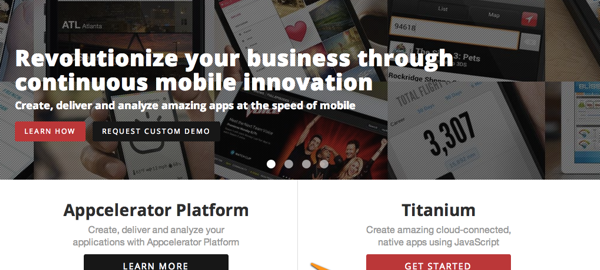 ATL Atlanta
List Map
94618
Pets
Rockridge
Revolutionize your business through
continuous mobile innovation
Create, deliver and analyze amazing apps at the speed of mobile
LEARN HOW
REQUEST CUSTOM DEMO
TOTAL FLIGHT
3,307
Appcelerator Platform
Create, deliver and analyze your
applications with Appcelerator Platform
LEARN MORE
Titanium
Create amazing cloud-connected,
native apps using JavaScript
GET STARTED